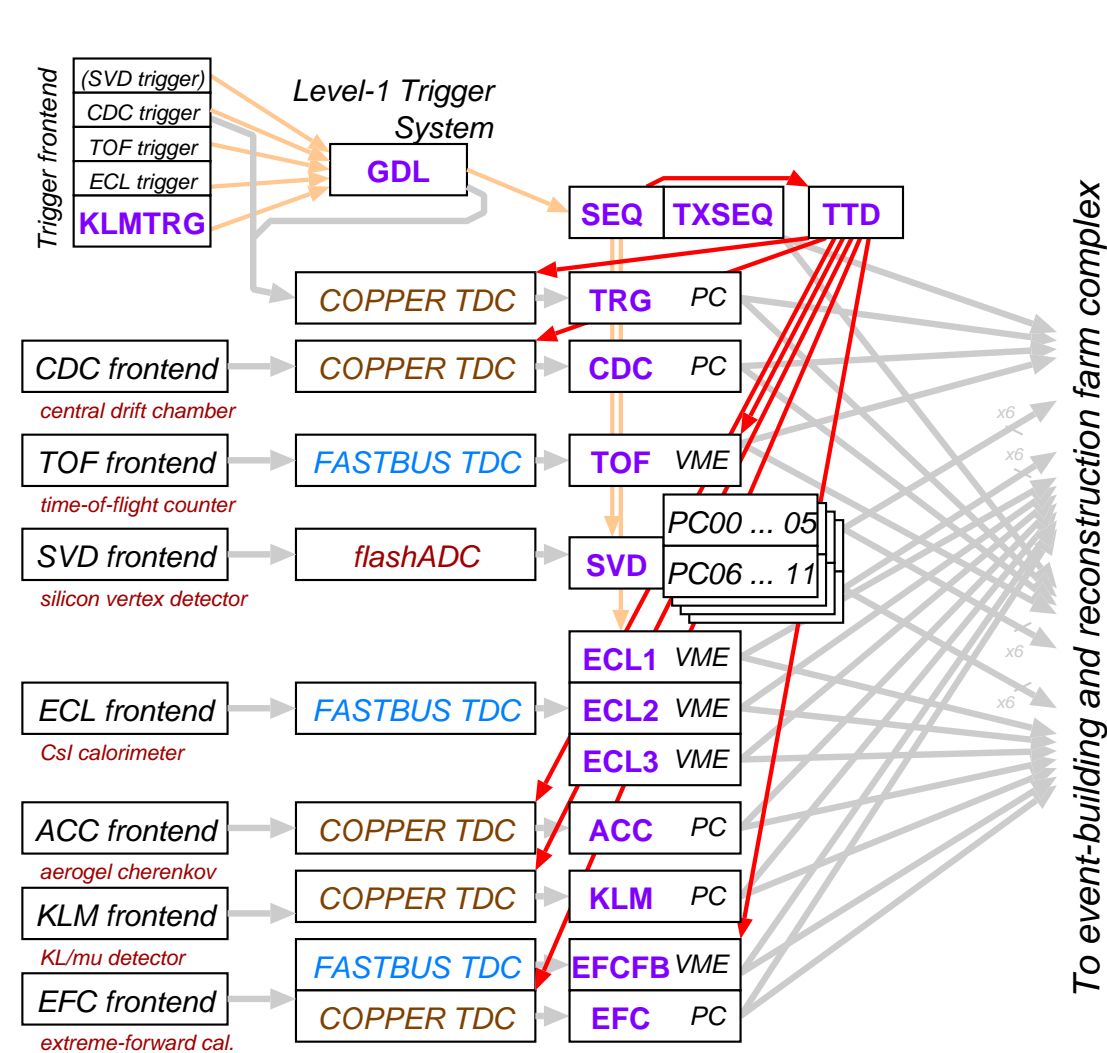 Trigger frontend
(SVD trigger)
CDC trigger
TOF trigger
ECL trigger
KLMTRG
Level-1 Trigger
System
GDL
SEQ TXSEQ TTD
COPPER TDC TRG PC
CDC frontend COPPER TDC CDC PC
central drift chamber
TOF frontend FASTBUS TDC TOF VME
time-of-flight counter
SVD frontend flashADC SVD
PC00 ... 05
PC06 ... 11
silicon vertex detector
ECL1 VME
ECL frontend FASTBUS TDC ECL2 VME
CsI calorimeter
ECL3 VME
ACC frontend COPPER TDC ACC PC
aerogel cherenkov
KLM frontend COPPER TDC KLM PC
KL/mu detector
FASTBUS TDC EFCFB VME
EFC frontend COPPER TDC EFC PC
extreme-forward cal.
x6
x6
x6
x6
To event-building and reconstruction farm complex